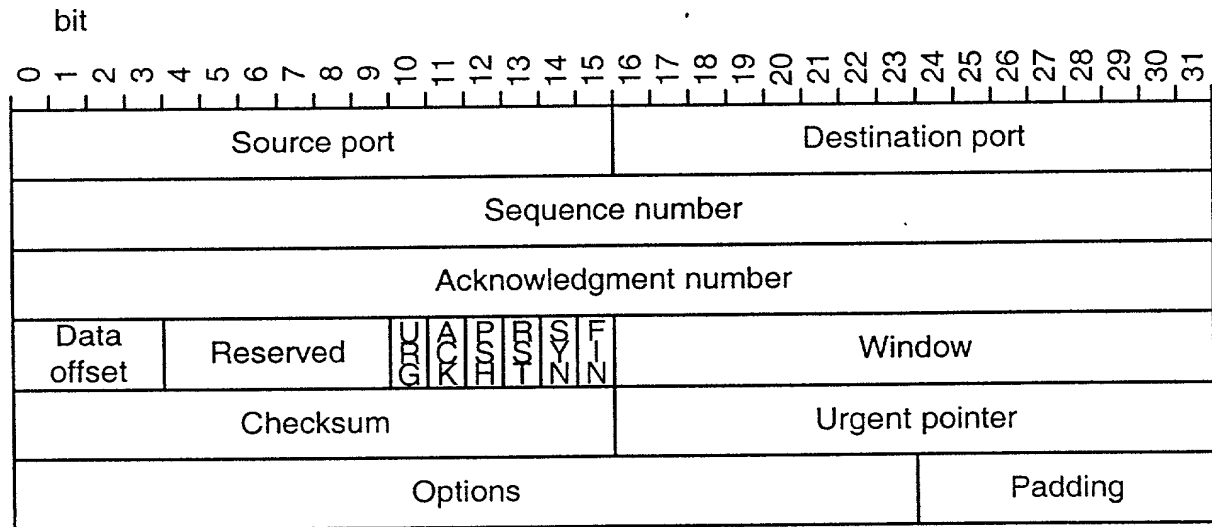 bit
0 1 2 3 4 5 6 7 8 9 10 11 12 13 14 15 16 17 18 19 20 21 22 23 24 25 26 27 28 29 30 31
Source port Destination port
Sequence number
Acknowledgment number
Data offset Reserved URG ACK PSH RST SYN FIN Window
Checksum Urgent pointer
Options Padding